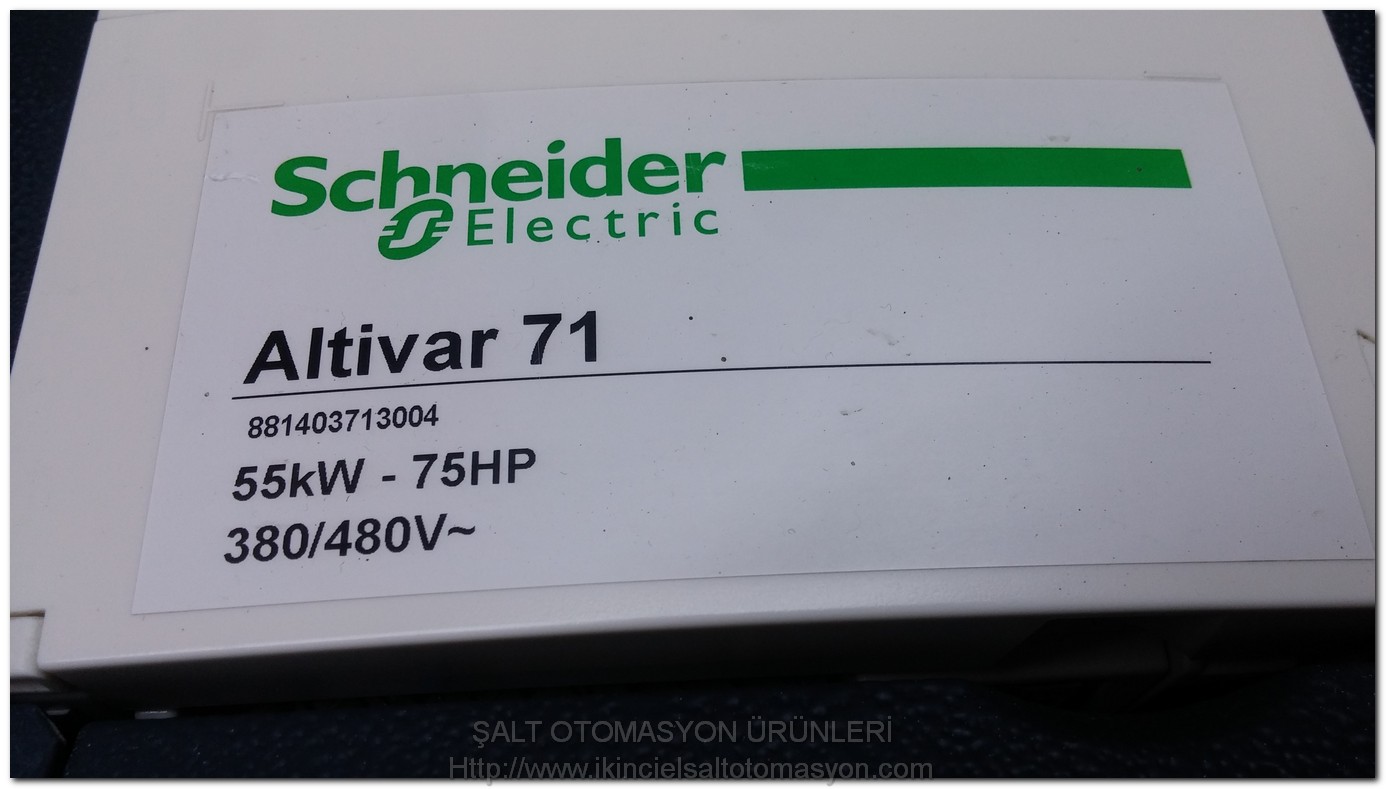 Schneider
Electric
Altivar 71
881403713004
55kW - 75HP
380/480V~
ŞALT OTOMASYON ÜRÜNLERİ
Http://www.ikincielsaltotomasyon.com